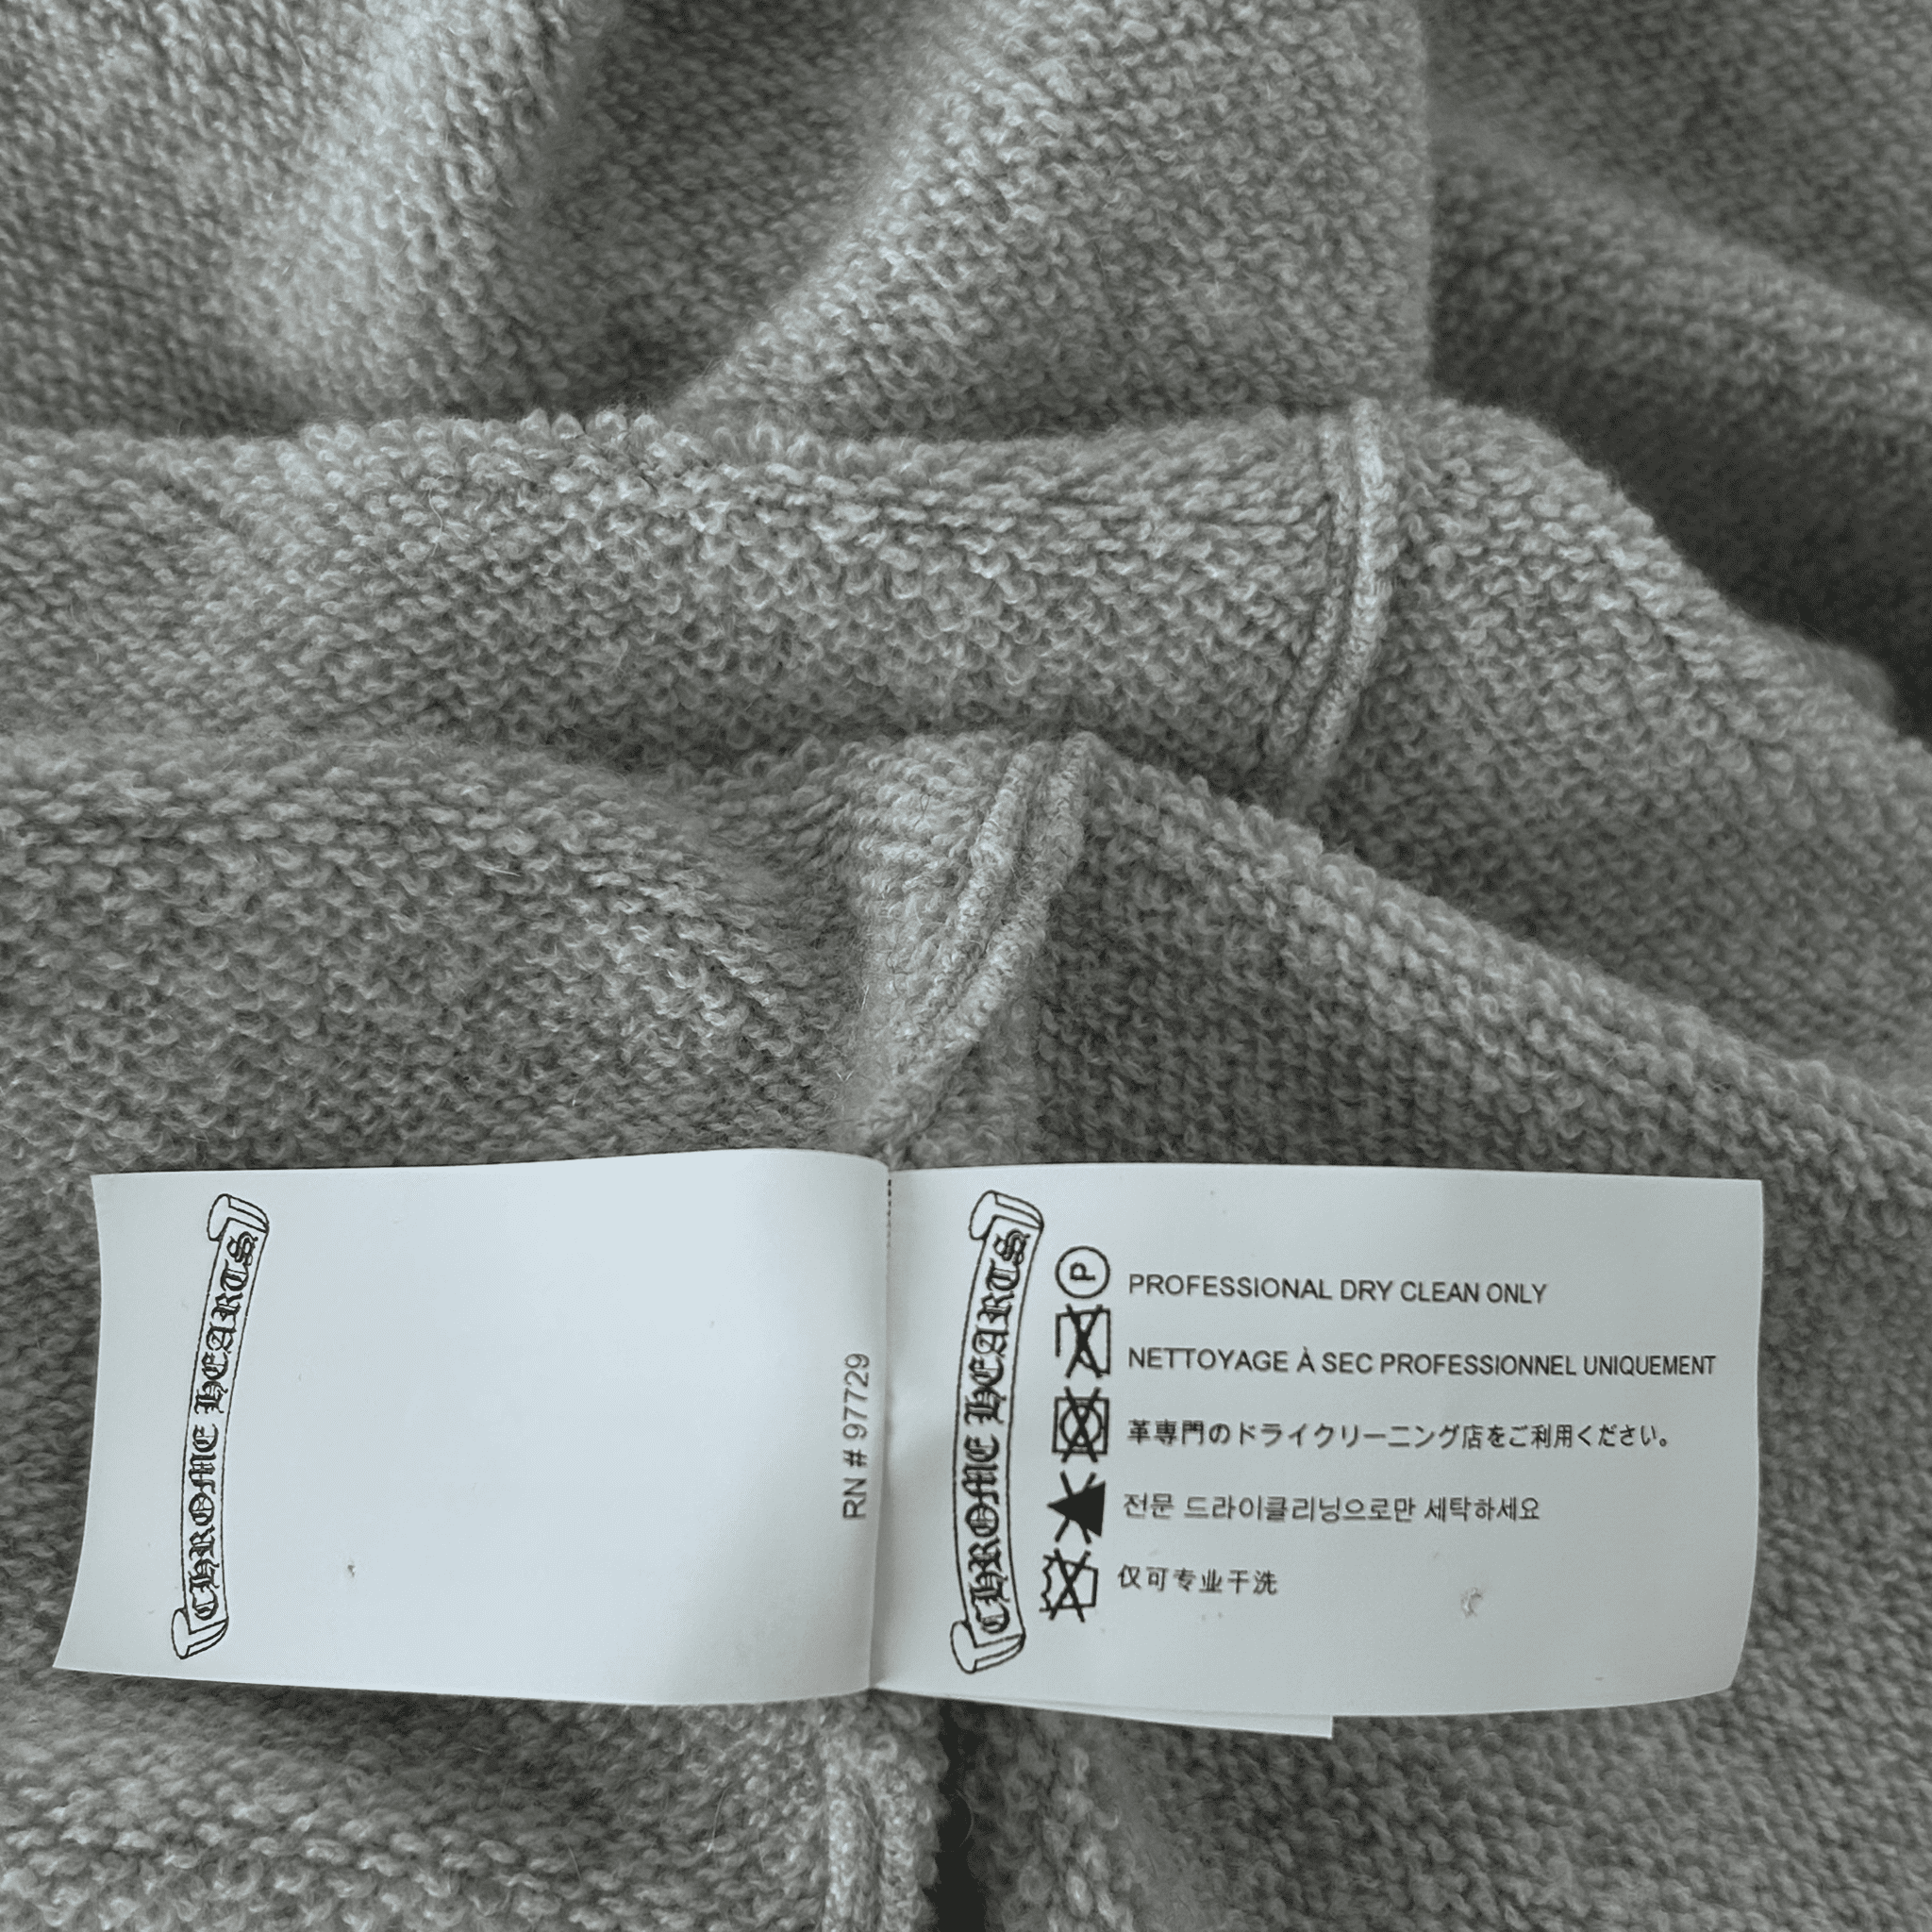 CHROME HEARTS
RN # 97729
CHROME HEARTS
P
PROFESSIONAL DRY CLEAN ONLY
NETTOYAGE À SEC PROFESSIONNEL UNIQUEMENT
革専門のドライクリーニング店をご利用ください。
전문 드라이클리닝으로만 세탁하세요
仅可专业干洗